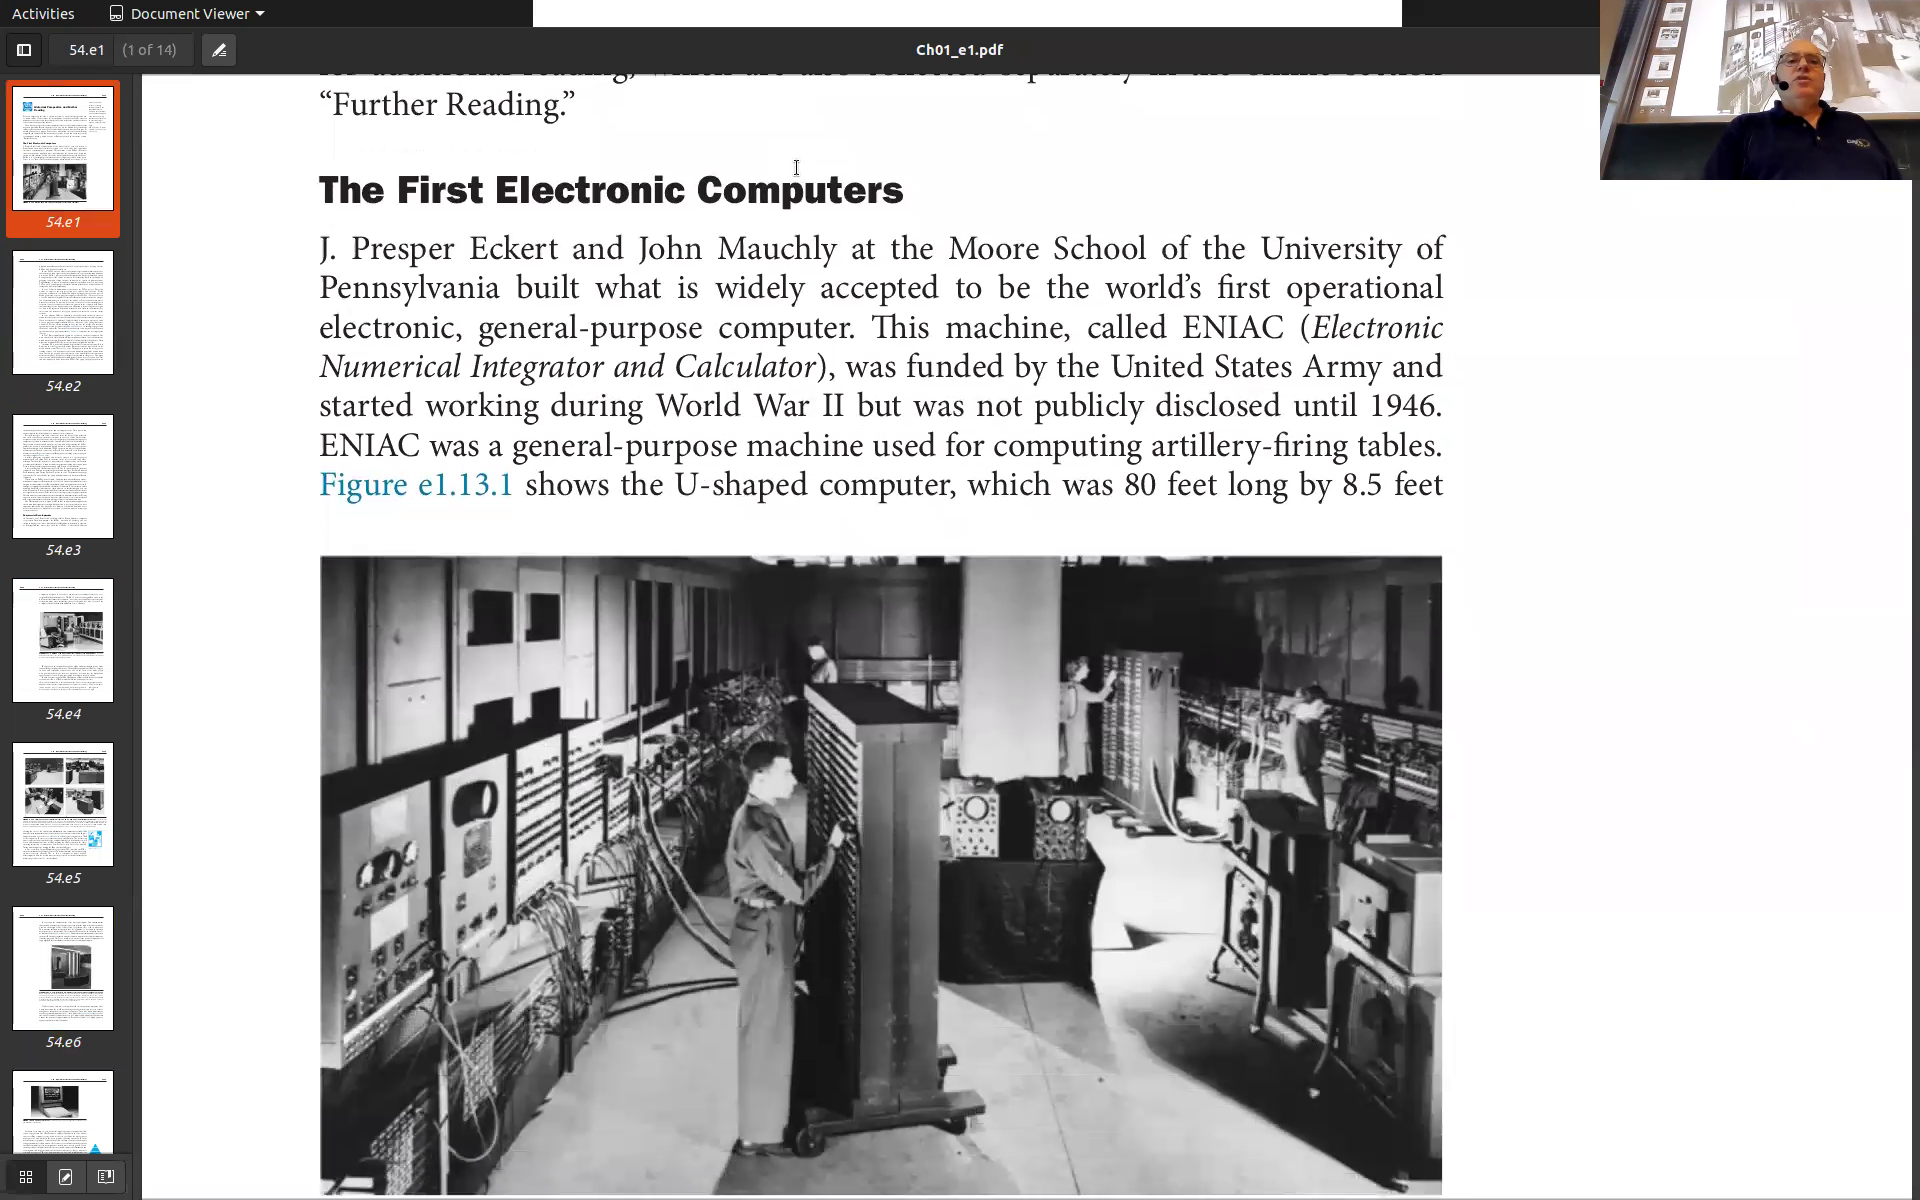 Activities
Document Viewer
54.e1 (1 of 14)
Ch01_e1.pdf
“Further Reading.”
The First Electronic Computers
J. Presper Eckert and John Mauchly at the Moore School of the University of
Pennsylvania built what is widely accepted to be the world’s first operational
electronic, general-purpose computer. This machine, called ENIAC (Electronic
Numerical Integrator and Calculator), was funded by the United States Army and
started working during World War II but was not publicly disclosed until 1946.
ENIAC was a general-purpose machine used for computing artillery-firing tables.
Figure e1.13.1 shows the U-shaped computer, which was 80 feet long by 8.5 feet
54.e1
54.e2
54.e3
54.e4
54.e5
54.e6